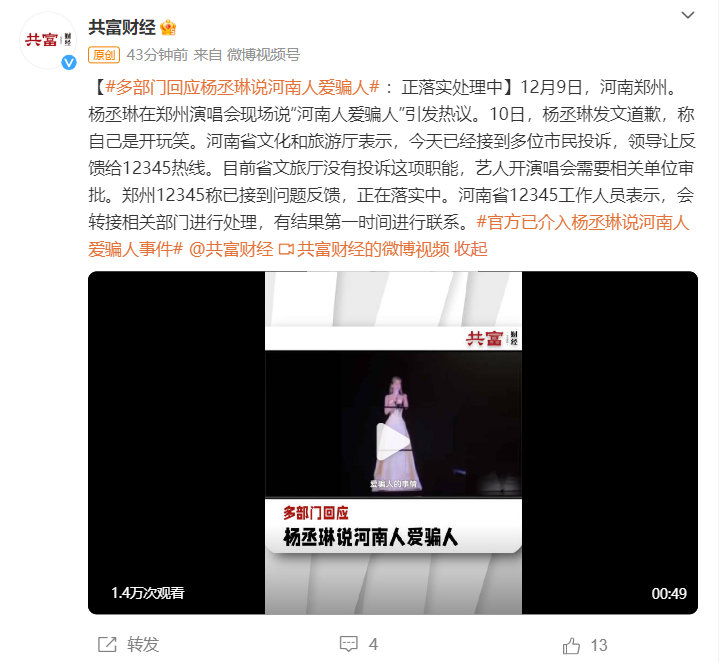 共富 财经
共富财经
原创 43分钟前 来自 微博视频号
【#多部门回应杨丞琳说河南人爱骗人# ：正落实处理中】12月9日，河南郑州。
杨丞琳在郑州演唱会现场说“河南人爱骗人”引发热议。10日，杨丞琳发文道歉，称
自己是开玩笑。河南省文化和旅游厅表示，今天已经接到多位市民投诉，领导让反
馈给12345热线。目前省文旅厅没有投诉这项职能，艺人开演唱会需要相关单位审
批。郑州12345称已接到问题反馈，正在落实中。河南省12345工作人员表示，会
转接相关部门进行处理，有结果第一时间进行联系。#官方已介入杨丞琳说河南人
爱骗人事件# @共富财经 共富财经的微博视频 收起
共富 财经
爱骗人的事情
多部门回应
杨丞琳说河南人爱骗人
1.4万次观看
00:49
转发
4
13